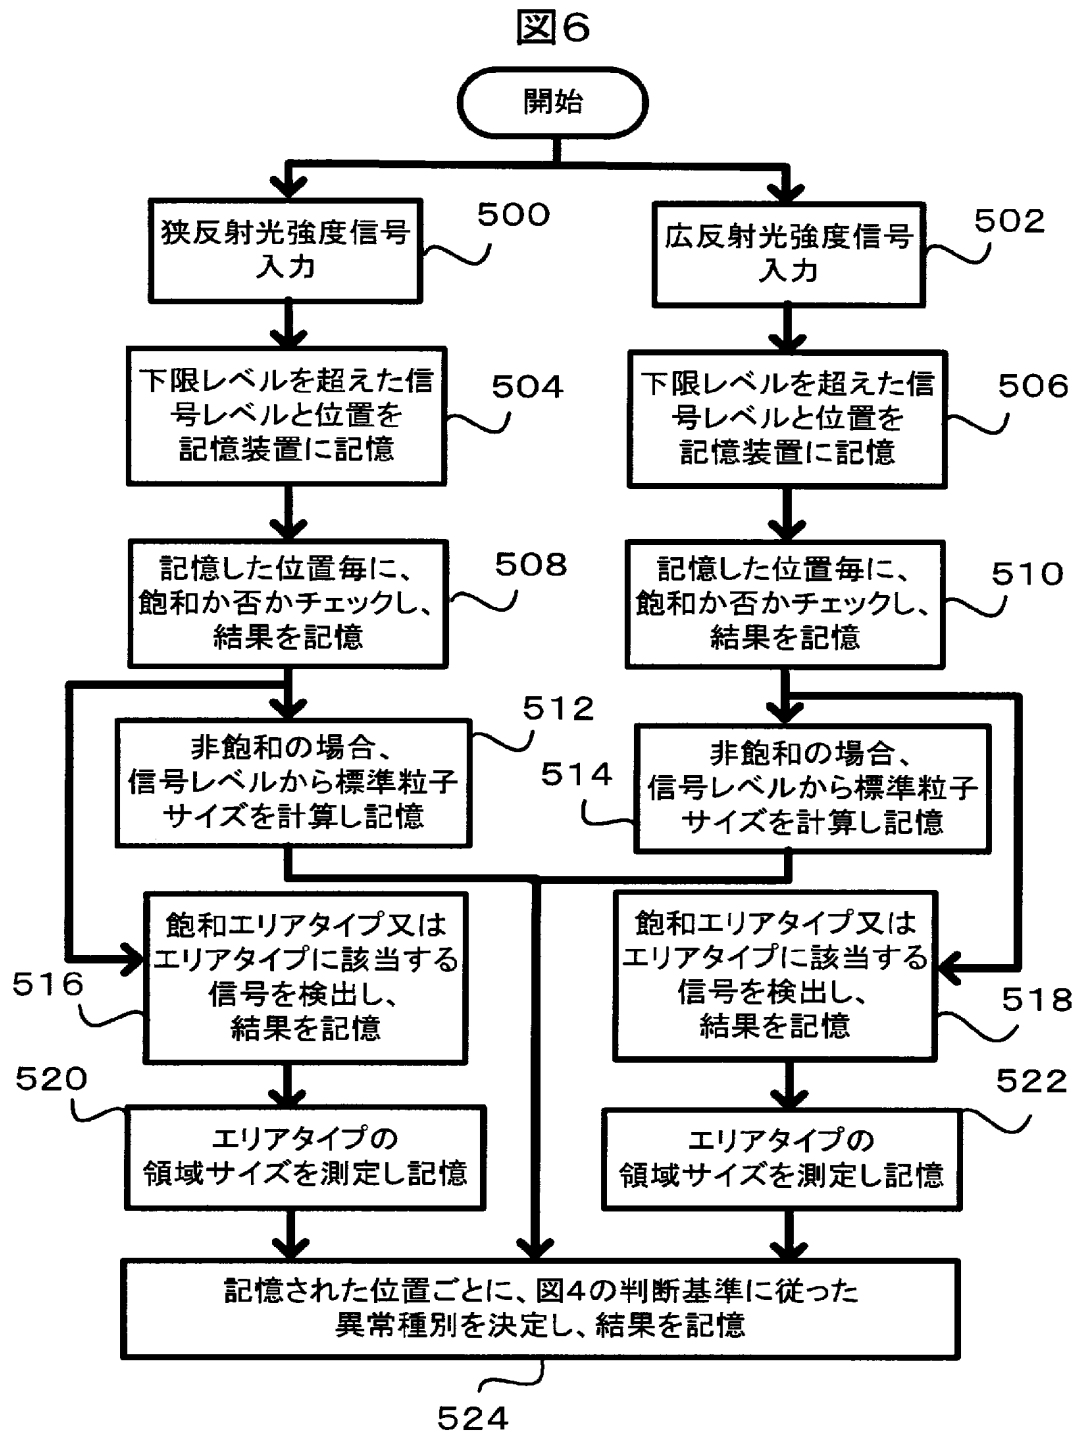 図6
開始
狭反射光強度信号
入力
500
広反射光強度信号
入力
502
下限レベルを超えた信
号レベルと位置を
記憶装置に記憶
504
下限レベルを超えた信
号レベルと位置を
記憶装置に記憶
506
記憶した位置毎に、
飽和か否かチェックし、
結果を記憶
508
記憶した位置毎に、
飽和か否かチェックし、
結果を記憶
510
非飽和の場合、
信号レベルから標準粒子
サイズを計算し記憶
512
非飽和の場合、
信号レベルから標準粒子
サイズを計算し記憶
514
飽和エリアタイプ又は
エリアタイプに該当する
信号を検出し、
結果を記憶
516
飽和エリアタイプ又は
エリアタイプに該当する
信号を検出し、
結果を記憶
518
エリアタイプの
領域サイズを測定し記憶
520
エリアタイプの
領域サイズを測定し記憶
522
記憶された位置ごとに、図4の判断基準に従った
異常種別を決定し、結果を記憶
524